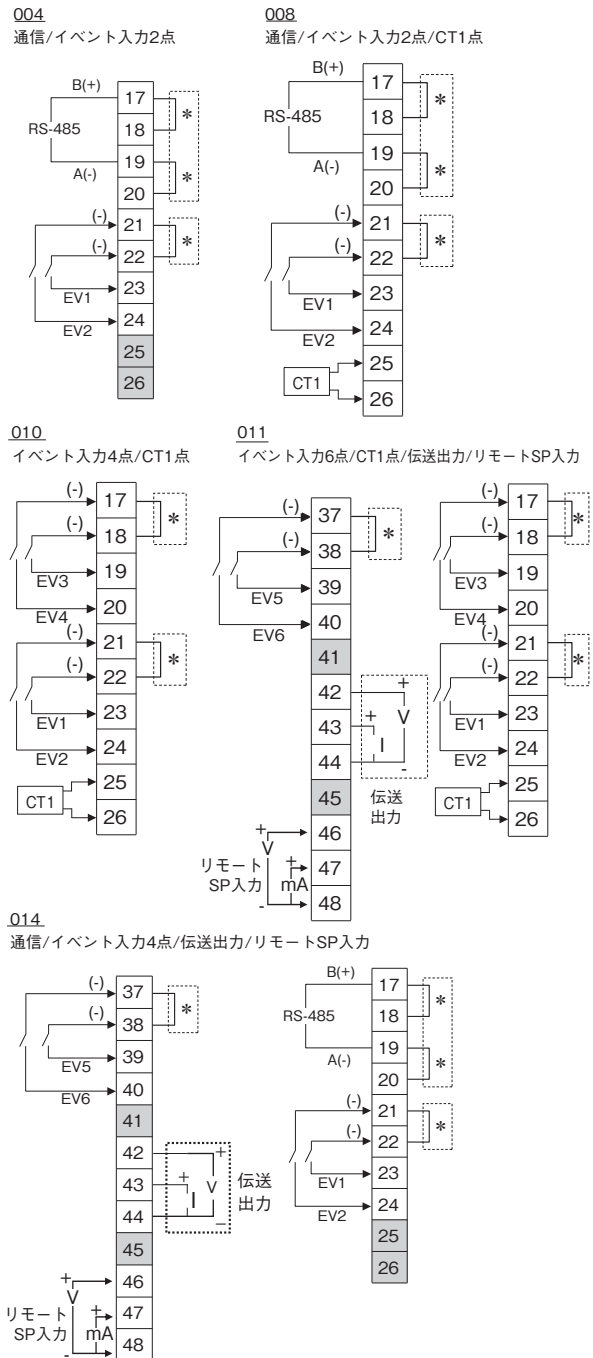 004
通信/イベント入力2点
B(+)
RS-485
A(-)
17
18
19
20
21
22
23
24
25
26
*
*
*
(-)
(-)
EV1
EV2
008
通信/イベント入力2点/CT1点
B(+)
RS-485
A(-)
17
18
19
20
21
22
23
24
25
26
*
*
*
(-)
(-)
EV1
EV2
CT1
010
イベント入力4点/CT1点
(-)
(-)
EV3
EV4
(-)
(-)
EV1
EV2
CT1
17
18
19
20
21
22
23
24
25
26
*
*
011
イベント入力6点/CT1点/伝送出力/リモートSP入力
(-)
(-)
EV5
EV6
37
38
39
40
41
42
43
44
45
46
47
48
*
+
+
V
I
-
伝送
出力
+
V
リモート
SP入力
+
mA
-
(-)
(-)
EV3
EV4
(-)
(-)
EV1
EV2
CT1
17
18
19
20
21
22
23
24
25
26
*
*
014
通信/イベント入力4点/伝送出力/リモートSP入力
(-)
(-)
EV5
EV6
37
38
39
40
41
42
43
44
45
46
47
48
*
+
+
V
I
−
伝送
出力
+
V
リモート
SP入力
+
mA
-
B(+)
RS-485
A(-)
17
18
19
20
21
22
23
24
25
26
*
*
*
(-)
(-)
EV1
EV2